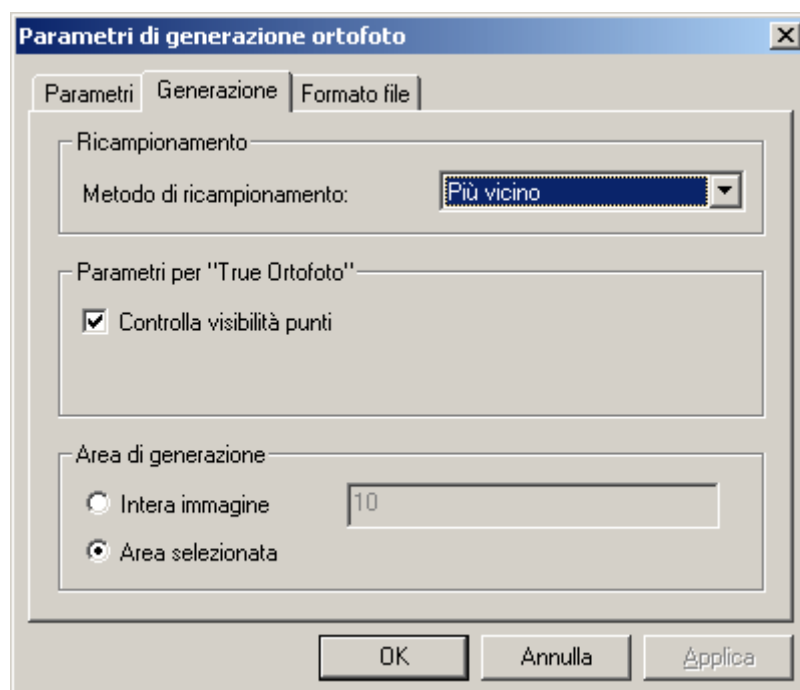 Parametri di generazione ortofoto
Parametri Generazione Formato file
Ricampionamento
Metodo di ricampionamento: Più vicino
Parametri per "True Ortofoto"
Controlla visibilità punti
Area di generazione
Intera immagine 10
Area selezionata
OK Annulla Applica